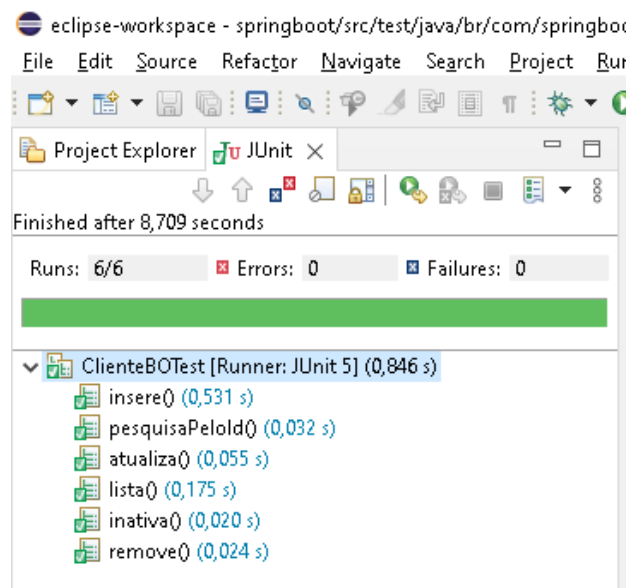 eclipse-workspace - springboot/src/test/java/br/com/springboo
File Edit Source Refactor Navigate Search Project Run
Project Explorer JUnit
Finished after 8,709 seconds
Runs: 6/6 Errors: 0 Failures: 0
ClienteBOTest [Runner: JUnit 5] (0,846 s)
insere() (0,531 s)
pesquisaPeloId() (0,032 s)
atualiza() (0,055 s)
lista() (0,175 s)
inativa() (0,020 s)
remove() (0,024 s)